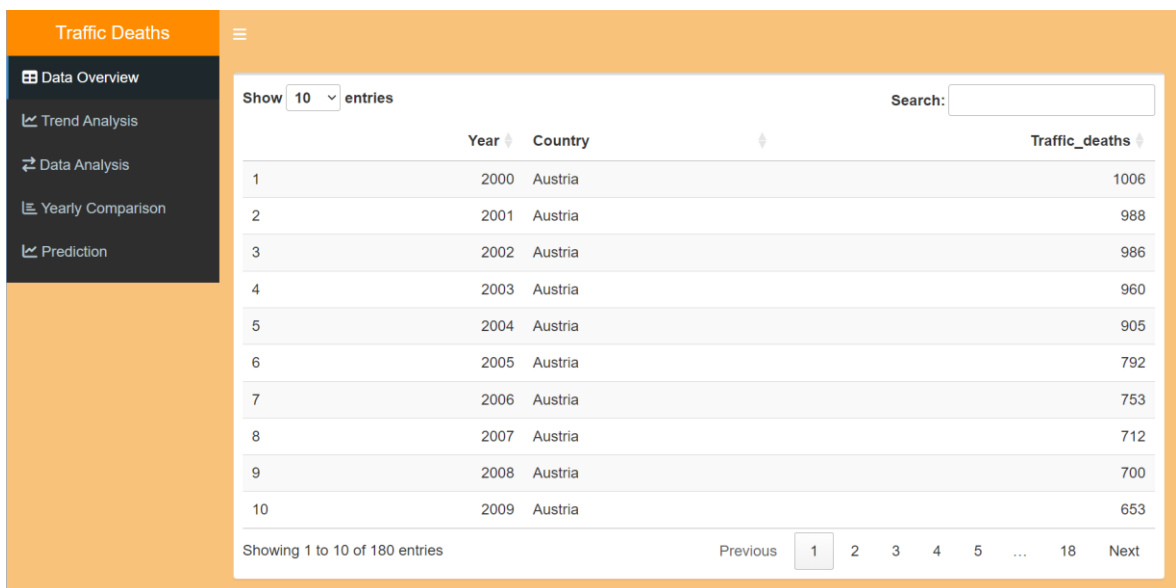 Traffic Deaths
Data Overview
Trend Analysis
Data Analysis
Yearly Comparison
Prediction
Show 10 entries Search:
Year Country Traffic_deaths
1 2000 Austria 1006
2 2001 Austria 988
3 2002 Austria 986
4 2003 Austria 960
5 2004 Austria 905
6 2005 Austria 792
7 2006 Austria 753
8 2007 Austria 712
9 2008 Austria 700
10 2009 Austria 653
Showing 1 to 10 of 180 entries Previous 1 2 3 4 5 … 18 Next